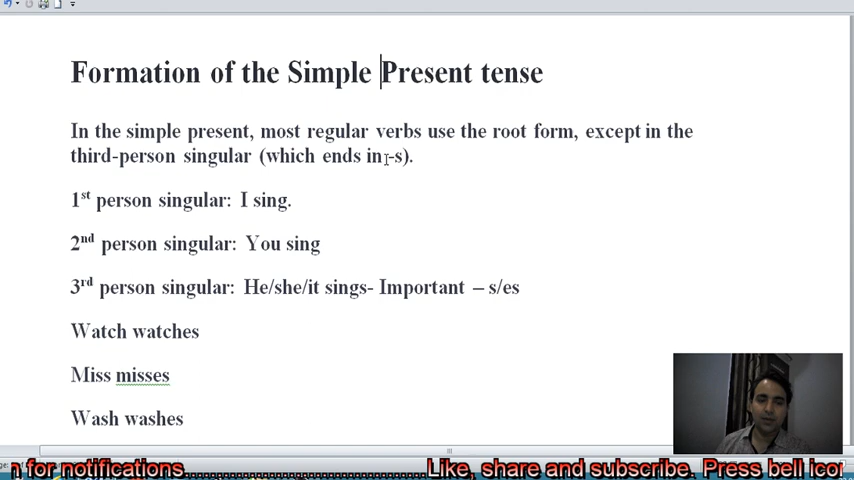 Formation of the Simple Present tense
In the simple present, most regular verbs use the root form, except in the
third-person singular (which ends in -s).
1st person singular: I sing.
2nd person singular: You sing
3rd person singular: He/she/it sings- Important – s/es
Watch watches
Miss misses
Wash washes
for notifications...........................................Like, share and subscribe. Press bell